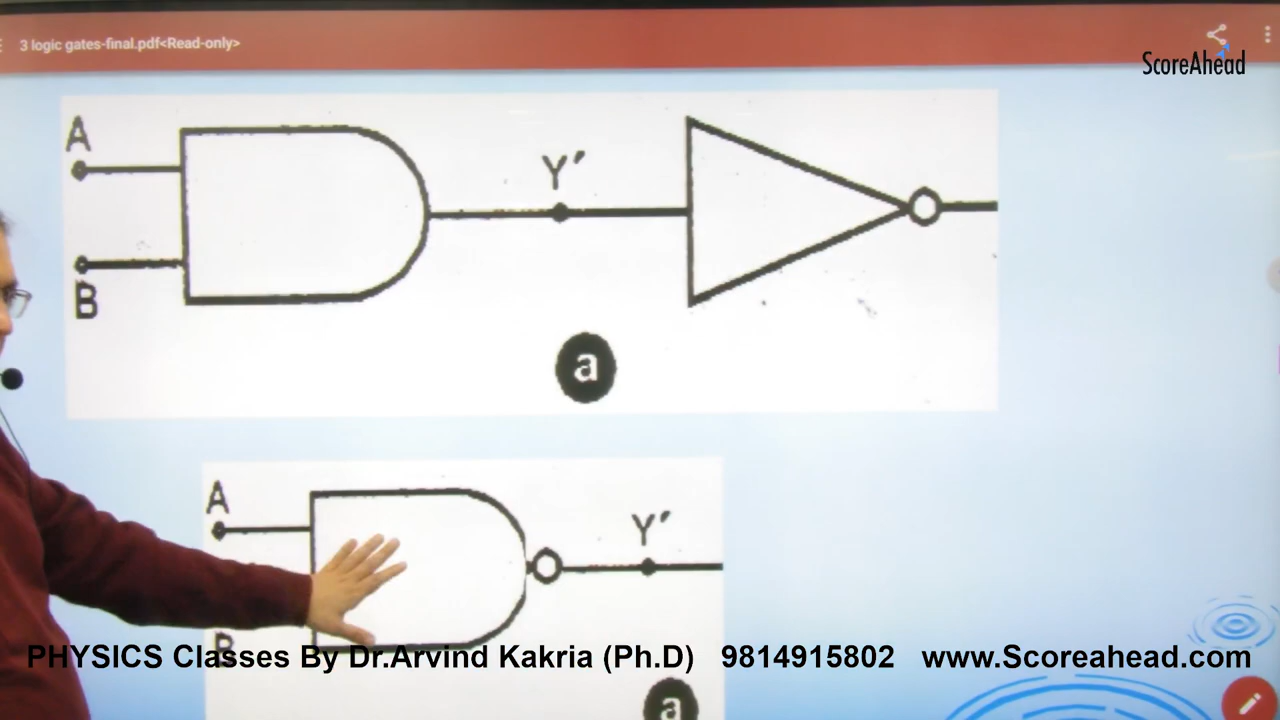 3 logic gates-final.pdf<Read-only>
ScoreAhead
A
Y′
B
a
A
Y′
B
PHYSICS Classes By Dr.Arvind Kakria (Ph.D) 9814915802 www.Scoreahead.com
a